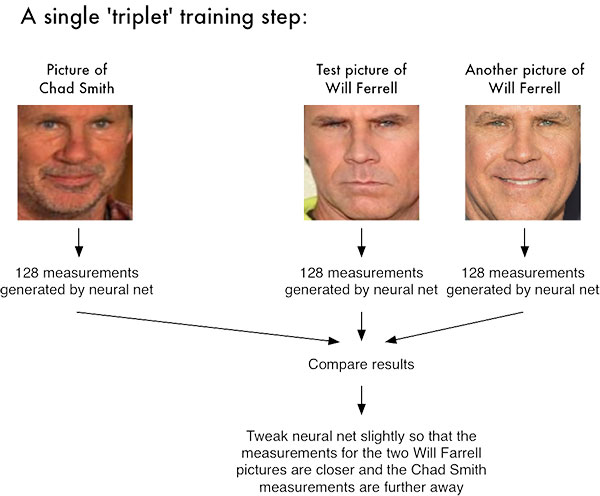 A single 'triplet' training step:
Picture of
Chad Smith
Test picture of
Will Ferrell
Another picture of
Will Ferrell
128 measurements
generated by neural net
128 measurements
generated by neural net
128 measurements
generated by neural net
Compare results
Tweak neural net slightly so that the
measurements for the two Will Farrell
pictures are closer and the Chad Smith
measurements are further away